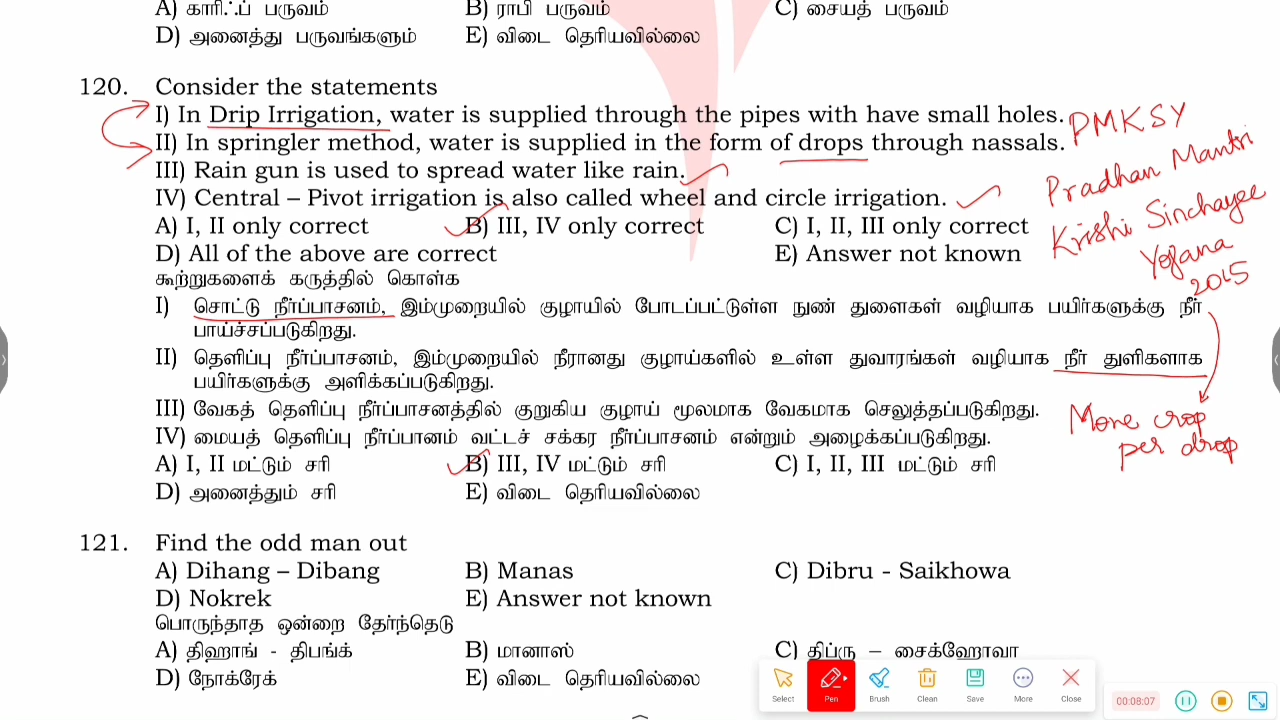 A) காரிஃப் பருவம் B) ராபி பருவம் C) சையத் பருவம்
D) அனைத்து பருவங்களும் E) விடை தெரியவில்லை
120. Consider the statements
I) In Drip Irrigation, water is supplied through the pipes with have small holes.
II) In springler method, water is supplied in the form of drops through nassals.
III) Rain gun is used to spread water like rain.
IV) Central – Pivot irrigation is also called wheel and circle irrigation.
A) I, II only correct B) III, IV only correct C) I, II, III only correct
D) All of the above are correct E) Answer not known
PMKSY
Pradhan Mantri
Krishi Sinchayee
Yojana
2015
கூற்றுகளைக் கருத்தில் கொள்க
I) சொட்டு நீர்ப்பாசனம், இம்முறையில் குழாயில் போடப்பட்டுள்ள நுண் துளைகள் வழியாக பயிர்களுக்கு நீர்
பாய்ச்சப்படுகிறது.
II) தெளிப்பு நீர்ப்பாசனம், இம்முறையில் நீரானது குழாய்களில் உள்ள துவாரங்கள் வழியாக நீர் துளிகளாக
பயிர்களுக்கு அளிக்கப்படுகிறது.
III) வேகத் தெளிப்பு நீர்ப்பாசனத்தில் குறுகிய குழாய் மூலமாக வேகமாக செலுத்தப்படுகிறது.
IV) மையத் தெளிப்பு நீர்ப்பானம் வட்டச் சக்கர நீர்ப்பாசனம் என்றும் அழைக்கப்படுகிறது.
More crop
per drop
A) I, II மட்டும் சரி B) III, IV மட்டும் சரி C) I, II, III மட்டும் சரி
D) அனைத்தும் சரி E) விடை தெரியவில்லை
121. Find the odd man out
A) Dihang – Dibang B) Manas C) Dibru - Saikhowa
D) Nokrek E) Answer not known
பொருந்தாத ஒன்றை தேர்ந்தெடு
A) திஹாங் - திபங்க் B) மானாஸ் C) திப்ரு – சைக்ஹோவா
D) நோக்ரேக் E) விடை தெரியவில்லை
Select Pen Brush Clean Save More Close
00:08:07